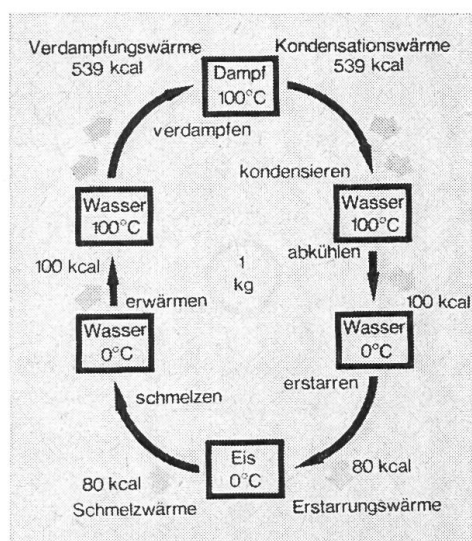 Verdampfungswärme
539 kcal
Kondensationswärme
539 kcal
Dampf
100°C
verdampfen
kondensieren
Wasser
100°C
Wasser
100°C
abkühlen
100 kcal
1
kg
100 kcal
erwärmen
Wasser
0°C
Wasser
0°C
erstarren
schmelzen
Eis
0°C
80 kcal
Schmelzwärme
80 kcal
Erstarrungswärme